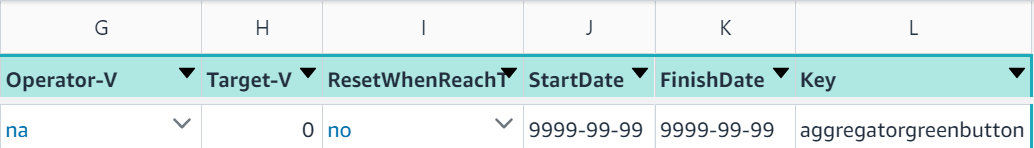 G H I J K L
Operator-V Target-V ResetWhenReachT StartDate FinishDate Key
na 0 no 9999-99-99 9999-99-99 aggregatorgreenbutton